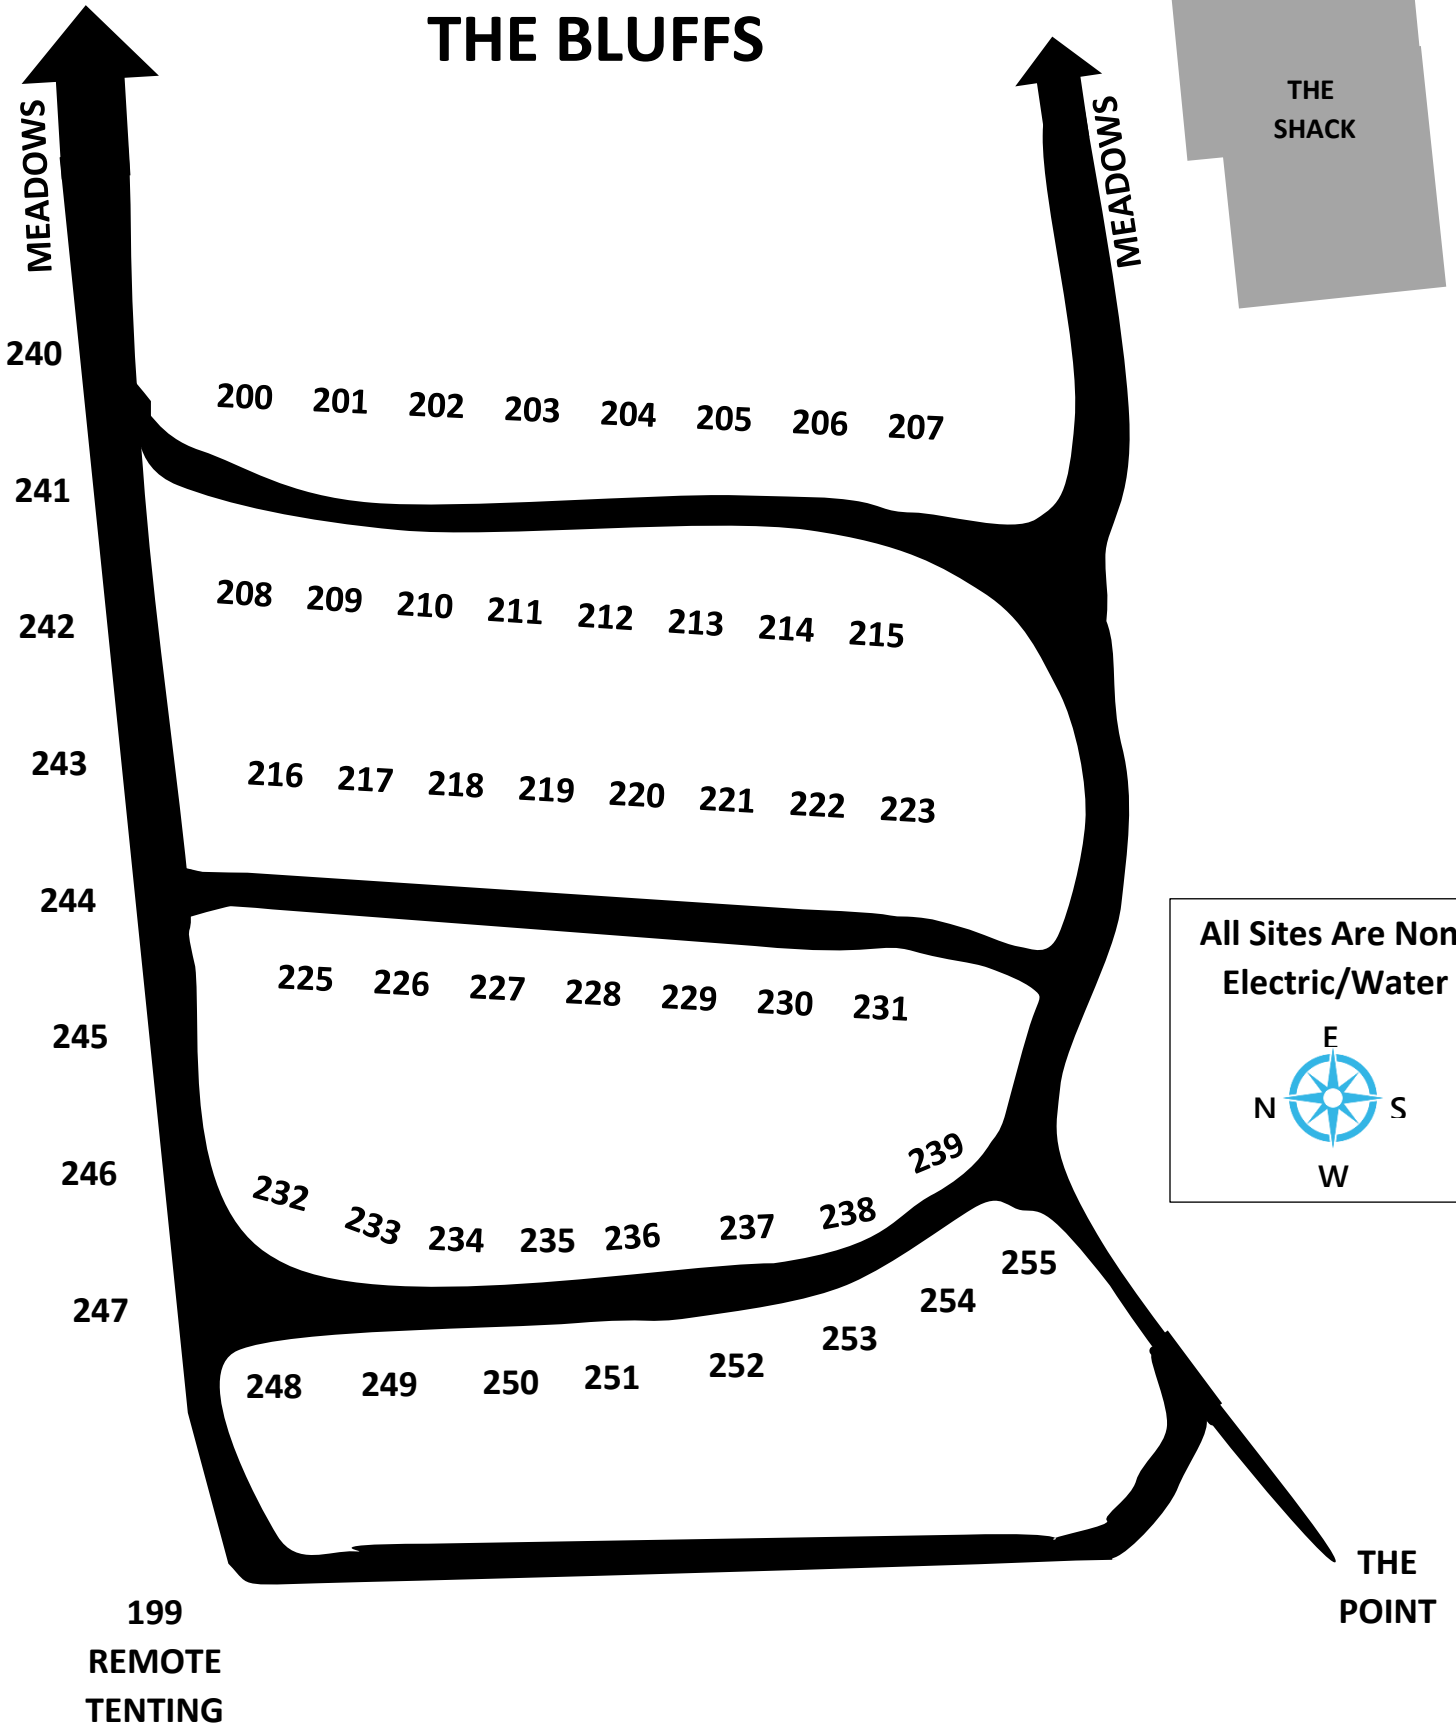 THE BLUFFS
THE
SHACK
MEADOWS
MEADOWS
240
200 201 202 203 204 205 206 207
241
208 209 210 211 212 213 214 215
242
243
216 217 218 219 220 221 222 223
244
All Sites Are Non
Electric/Water
E
N S
W
225 226 227 228 229 230 231
245
246
232 233 234 235 236 237 238 239
247
248 249 250 251 252 253 254 255
199
REMOTE
TENTING
THE
POINT